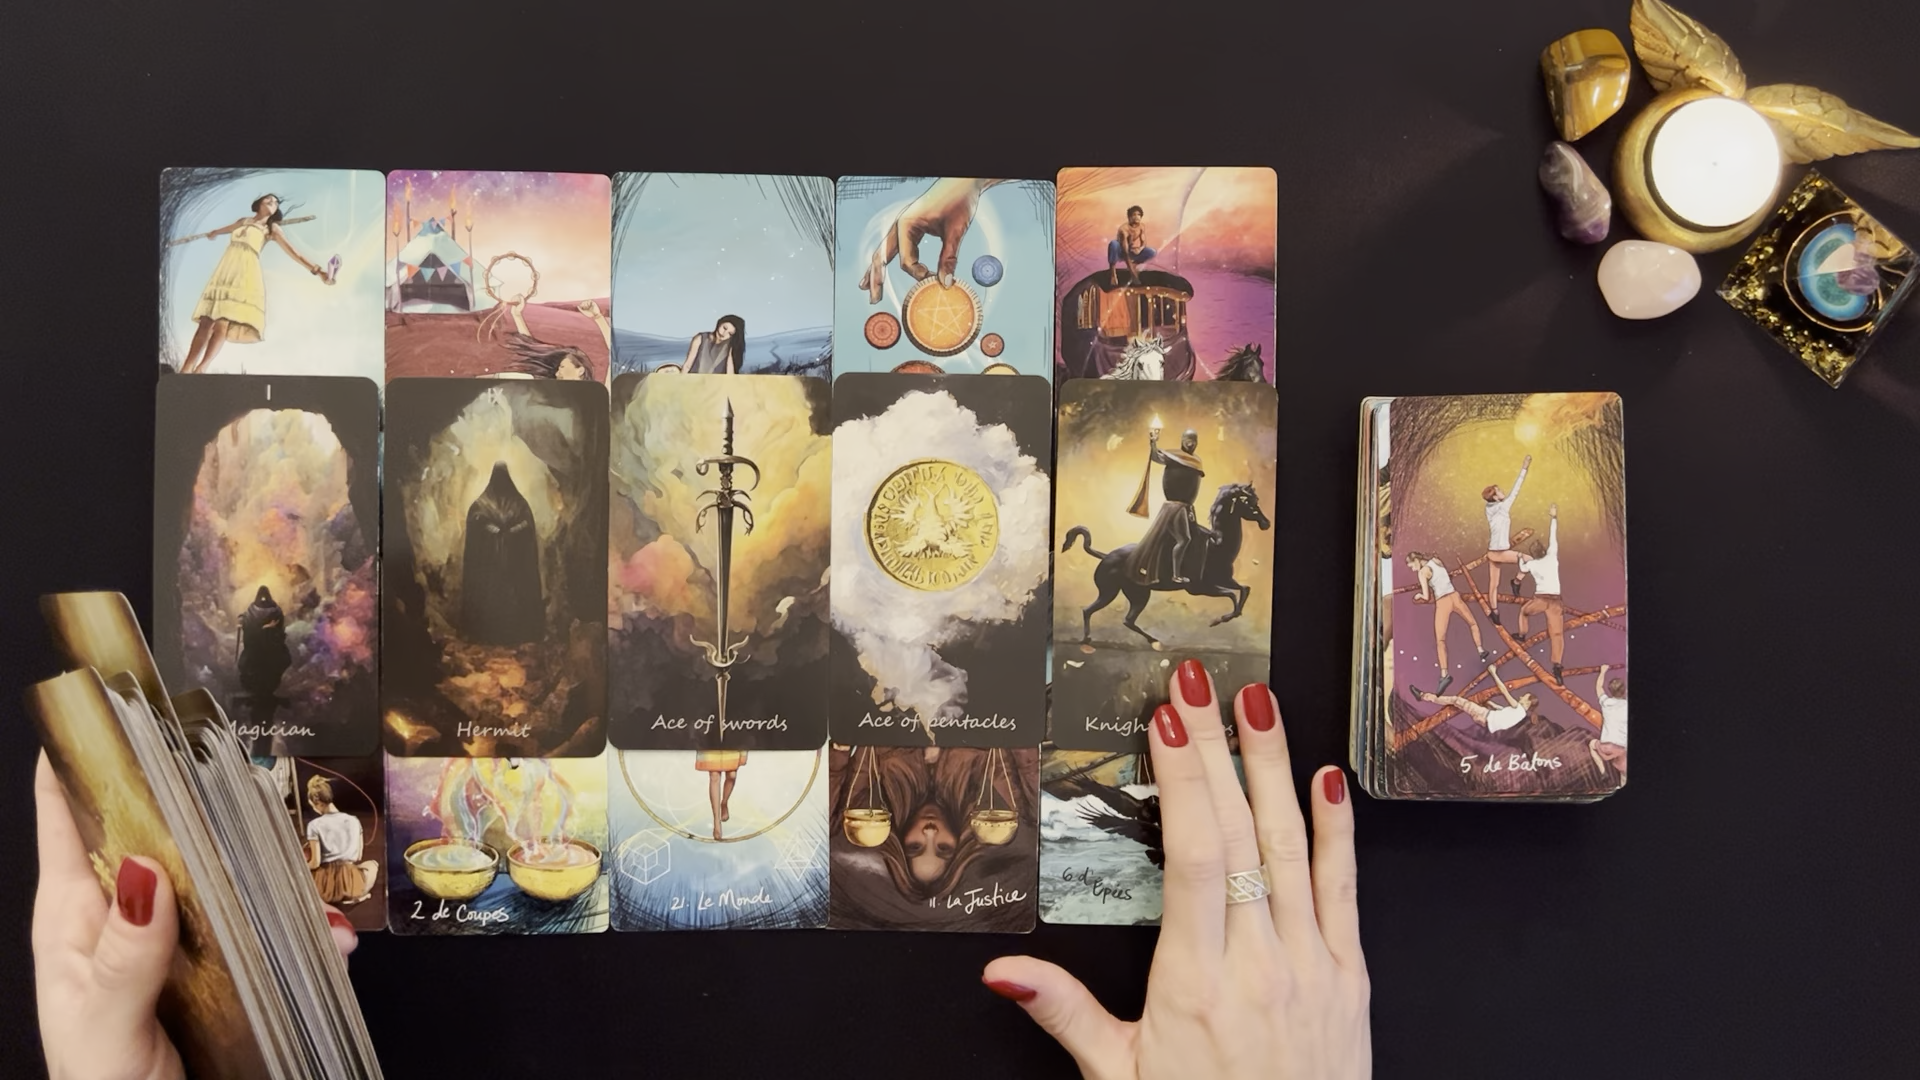 I
Magician
Hermit
Ace of swords
Ace of pentacles
2 de Coupes
21. Le Monde
11. La Justice
6 d'
Épées
5 de Bâtons